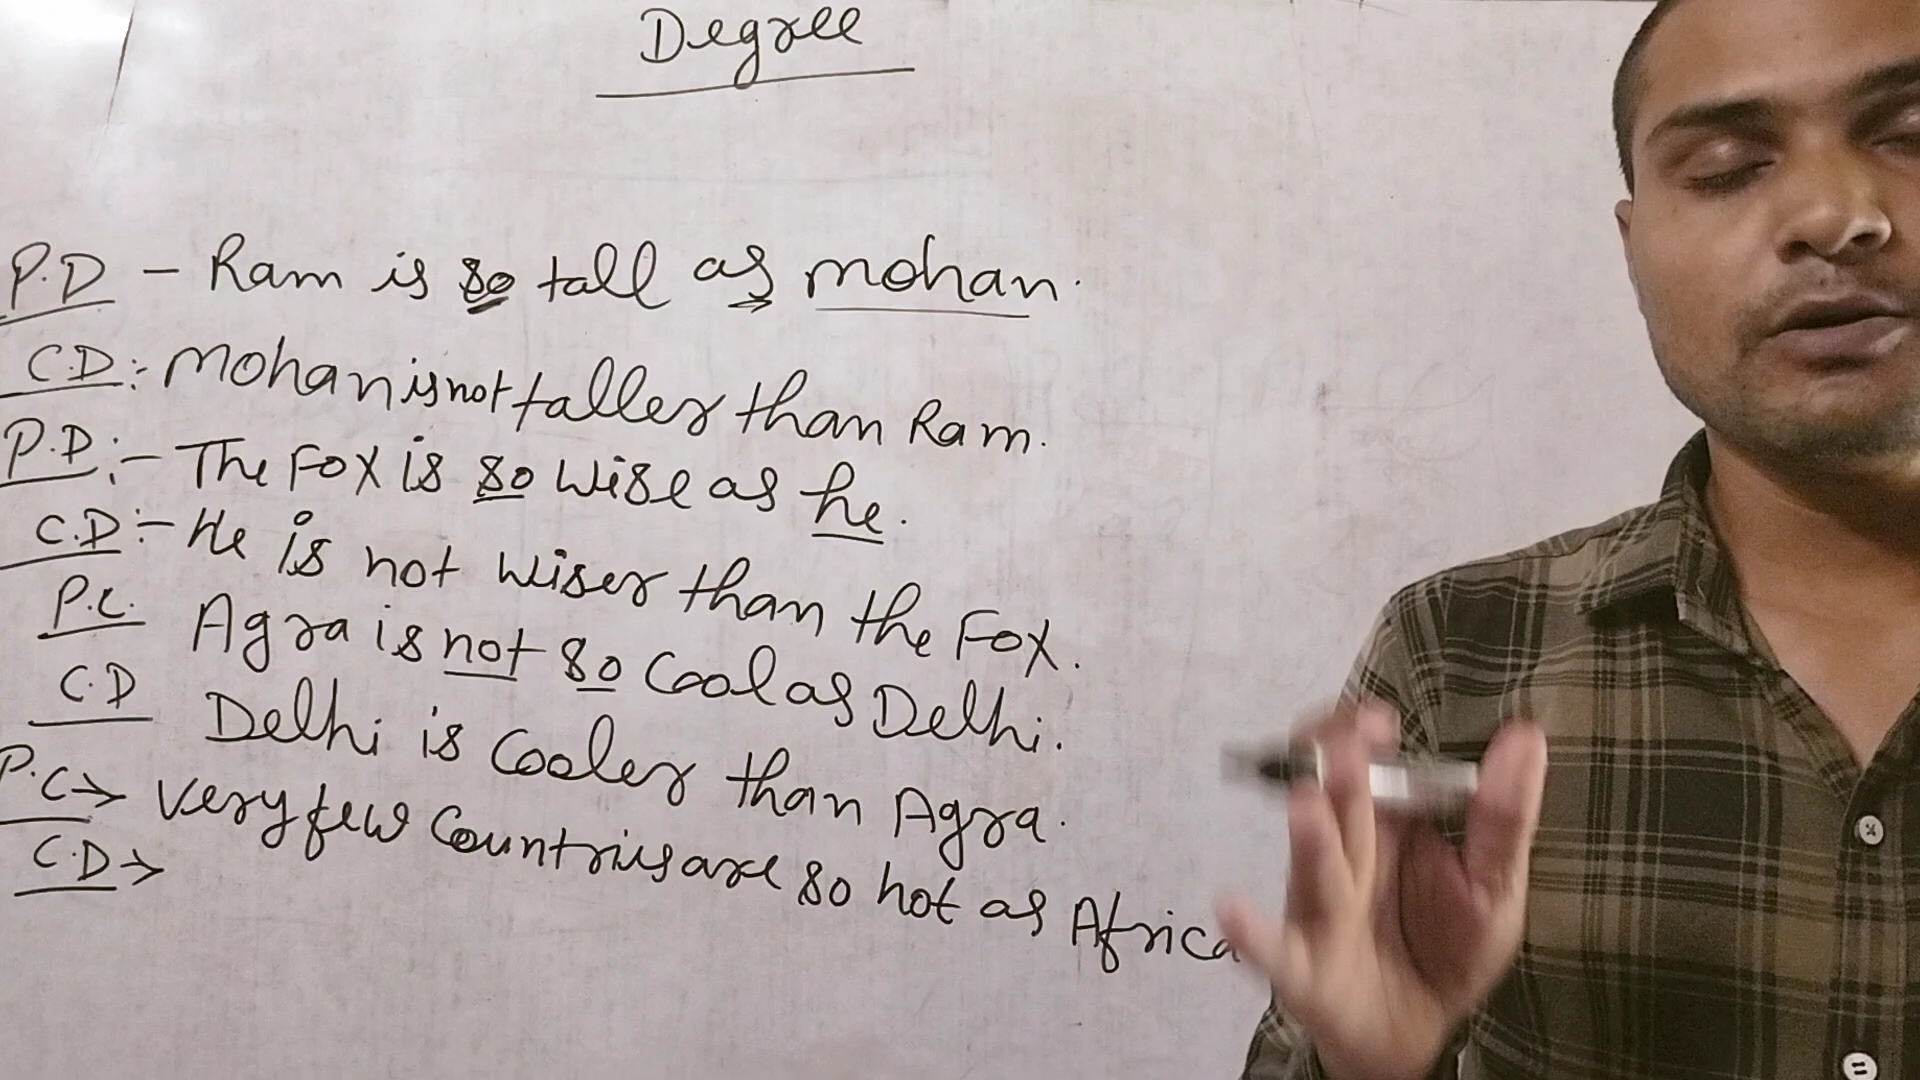 Degree
P.D - Ram is so tall as mohan.
C.D:- Mohan is not taller than Ram.
P.D:- The Fox is so wise as he.
C.D:- He is not wiser than the Fox.
P.C. Agra is not so Cool as Delhi.
C.D Delhi is Cooler than Agra.
P.C→ Very few Countries are so hot as Africa
C.D→